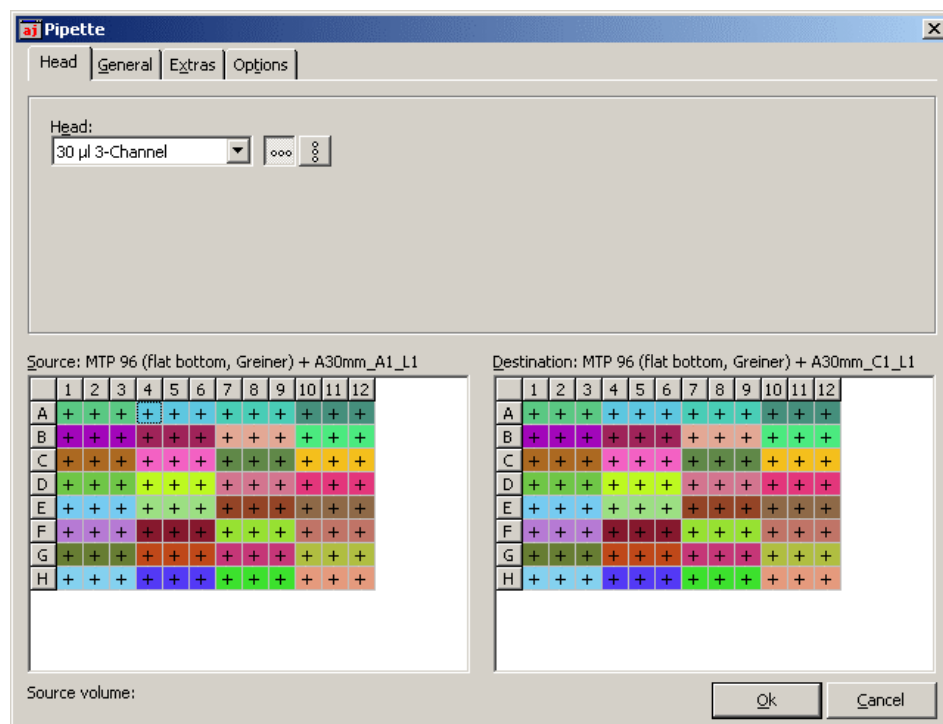 aj Pipette
Head General Extras Options
Head:
30 µl 3-Channel
Source: MTP 96 (flat bottom, Greiner) + A30mm_A1_L1
1 2 3 4 5 6 7 8 9 10 11 12
A + + + + + + + + + + + +
B + + + + + + + + + + + +
C + + + + + + + + + + + +
D + + + + + + + + + + + +
E + + + + + + + + + + + +
F + + + + + + + + + + + +
G + + + + + + + + + + + +
H + + + + + + + + + + + +
Destination: MTP 96 (flat bottom, Greiner) + A30mm_C1_L1
1 2 3 4 5 6 7 8 9 10 11 12
A + + + + + + + + + + + +
B + + + + + + + + + + + +
C + + + + + + + + + + + +
D + + + + + + + + + + + +
E + + + + + + + + + + + +
F + + + + + + + + + + + +
G + + + + + + + + + + + +
H + + + + + + + + + + + +
Source volume:
Ok Cancel